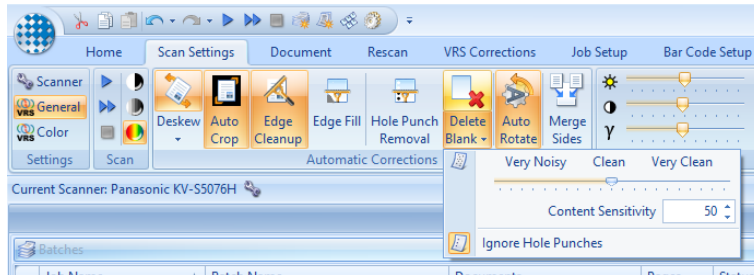 Home Scan Settings Document Rescan VRS Corrections Job Setup Bar Code Setup
Scanner
VRS General
VRS Color
Deskew Auto Crop Edge Cleanup Edge Fill Hole Punch Removal Delete Blank Auto Rotate Merge Sides
γ
Settings Scan Automatic Corrections
Current Scanner: Panasonic KV-S5076H
Very Noisy Clean Very Clean
Content Sensitivity 50
Ignore Hole Punches
Batches